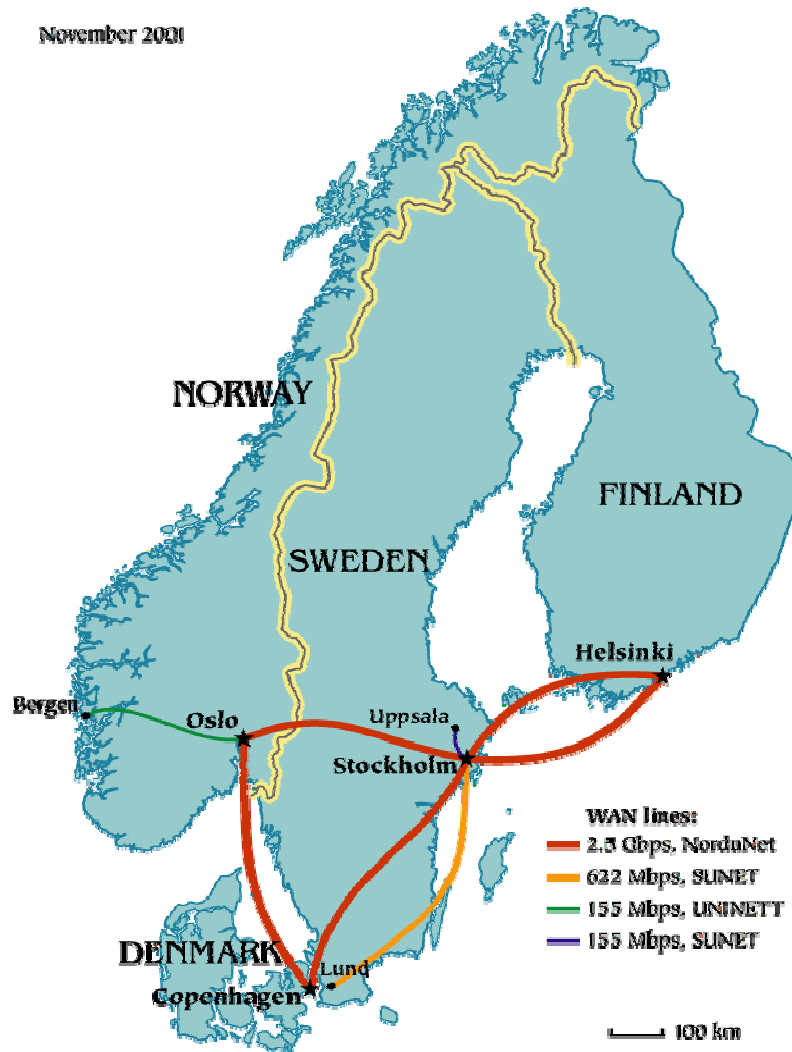 November 2001
NORWAY
FINLAND
SWEDEN
Helsinki
Bergen
Oslo
Uppsala
Stockholm
WAN lines:
2.5 Gbps, NorduNet
622 Mbps, SUNET
155 Mbps, UNINETT
155 Mbps, SUNET
DENMARK
Lund
Copenhagen
100 km